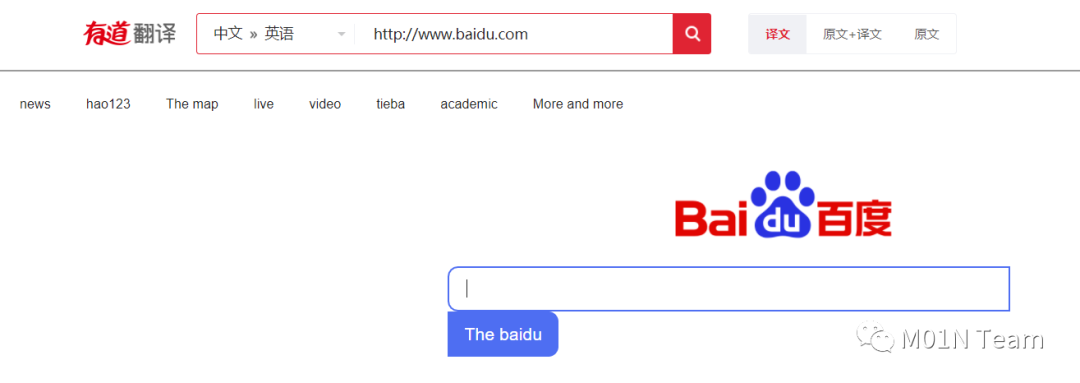 有道翻译 中文 » 英语 http://www.baidu.com 译文 原文+译文 原文
news hao123 The map live video tieba academic More and more
Bai du 百度
The baidu
M01N Team